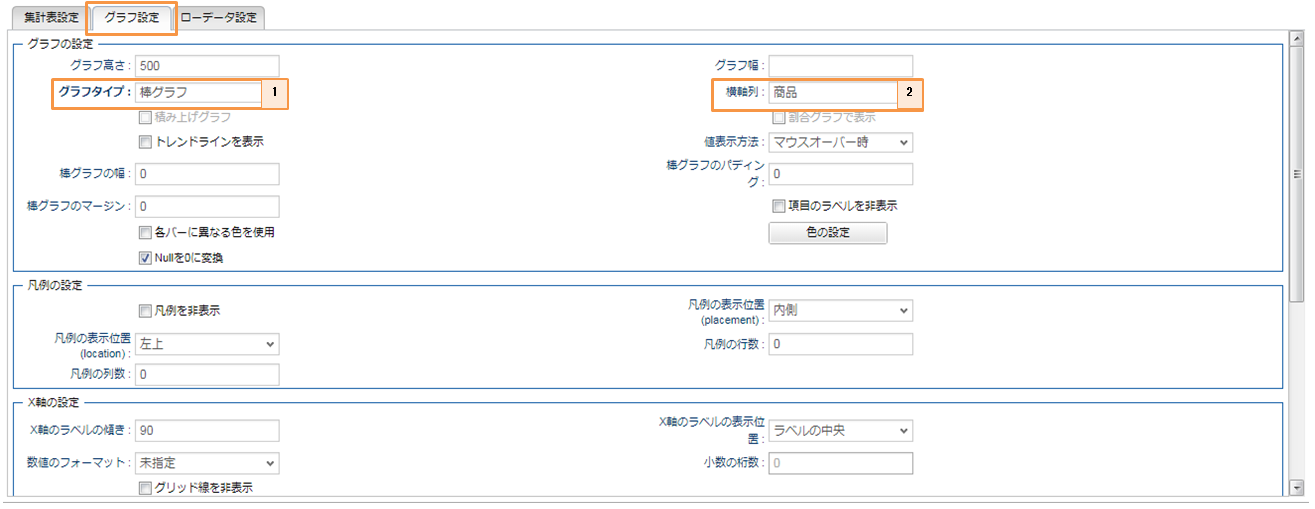 集計表設定 グラフ設定 ローデータ設定
グラフの設定
グラフ高さ : 500 グラフ幅 :
グラフタイプ : 棒グラフ 1 横軸列 : 商品 2
積み上げグラフ 割合グラフで表示
トレンドラインを表示 値表示方法 : マウスオーバー時
棒グラフの幅 : 0 棒グラフのパディン
グ : 0
棒グラフのマージン : 0 項目のラベルを非表示
各バーに異なる色を使用 色の設定
Nullを0に変換
凡例の設定
凡例を非表示 凡例の表示位置
(placement) : 内側
凡例の表示位置
(location) : 左上 凡例の行数 : 0
凡例の列数 : 0
X軸の設定
X軸のラベルの傾き : 90 X軸のラベルの表示位
置 : ラベルの中央
数値のフォーマット : 未指定 小数の桁数 : 0
グリッド線を非表示